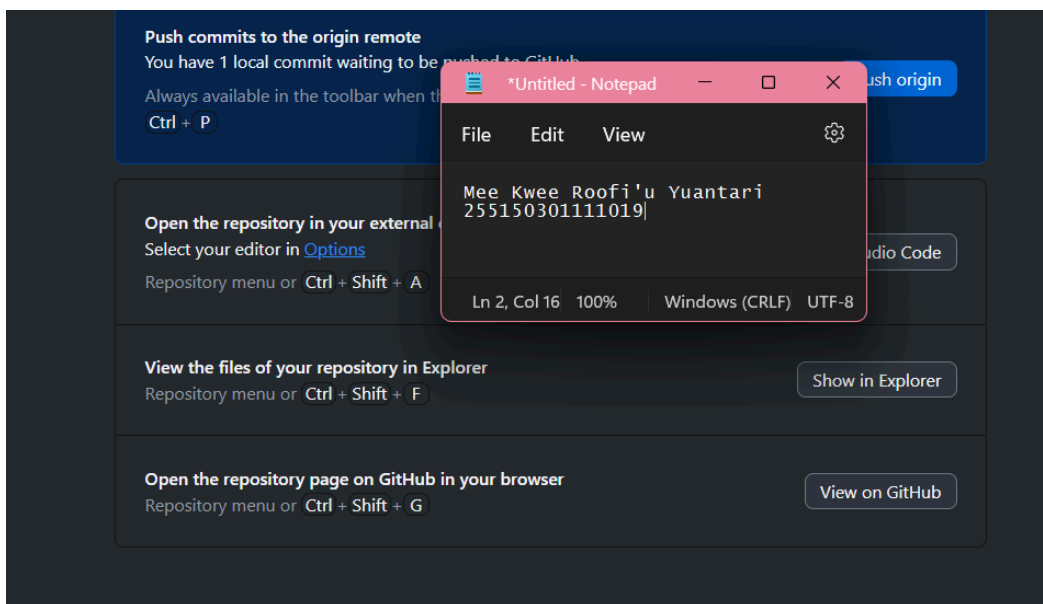 Push commits to the origin remote
You have 1 local commit waiting to be pushed to GitHub
Always available in the toolbar when
Ctrl + P
Push origin
*Untitled - Notepad
File Edit View
Mee Kwee Roofi'u Yuantari
255150301111019
Ln 2, Col 16 100% Windows (CRLF) UTF-8
Open the repository in your external
Select your editor in Options
Repository menu or Ctrl + Shift + A
Code
View the files of your repository in Explorer
Repository menu or Ctrl + Shift + F
Show in Explorer
Open the repository page on GitHub in your browser
Repository menu or Ctrl + Shift + G
View on GitHub